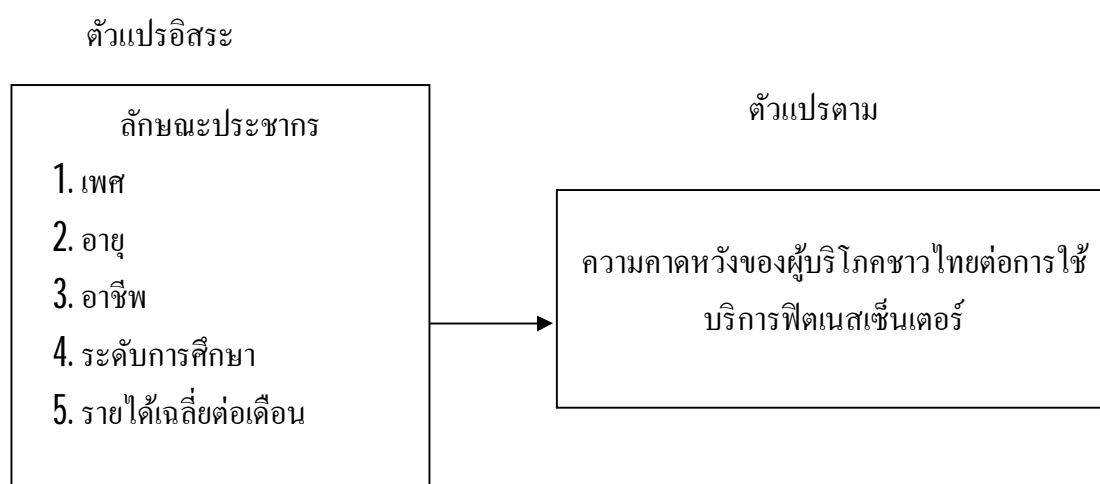 ตัวแปรอิสระ
ลักษณะประชากร
1. เพศ
2. อายุ
3. อาชีพ
4. ระดับการศึกษา
5. รายได้เฉลี่ยต่อเดือน
ตัวแปรตาม
ความคาดหวังของผู้บริโภคชาวไทยต่อการใช้
บริการฟิตเนสเซ็นเตอร์